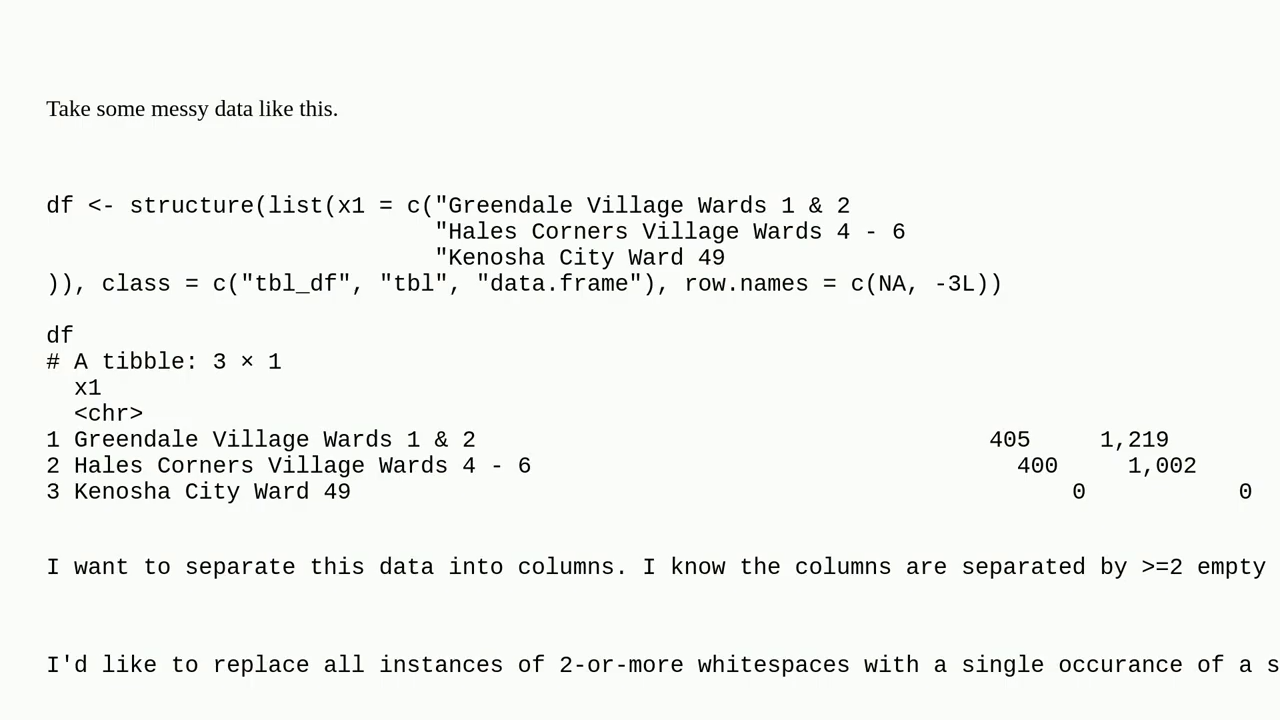 Take some messy data like this.
df <- structure(list(x1 = c("Greendale Village Wards 1 & 2
"Hales Corners Village Wards 4 - 6
"Kenosha City Ward 49
)), class = c("tbl_df", "tbl", "data.frame"), row.names = c(NA, -3L))
df
# A tibble: 3 × 1
x1
<chr>
1 Greendale Village Wards 1 & 2                                     405     1,219
2 Hales Corners Village Wards 4 - 6                                   400     1,002
3 Kenosha City Ward 49                                                    0           0
I want to separate this data into columns. I know the columns are separated by >=2 empty
I'd like to replace all instances of 2-or-more whitespaces with a single occurance of a s